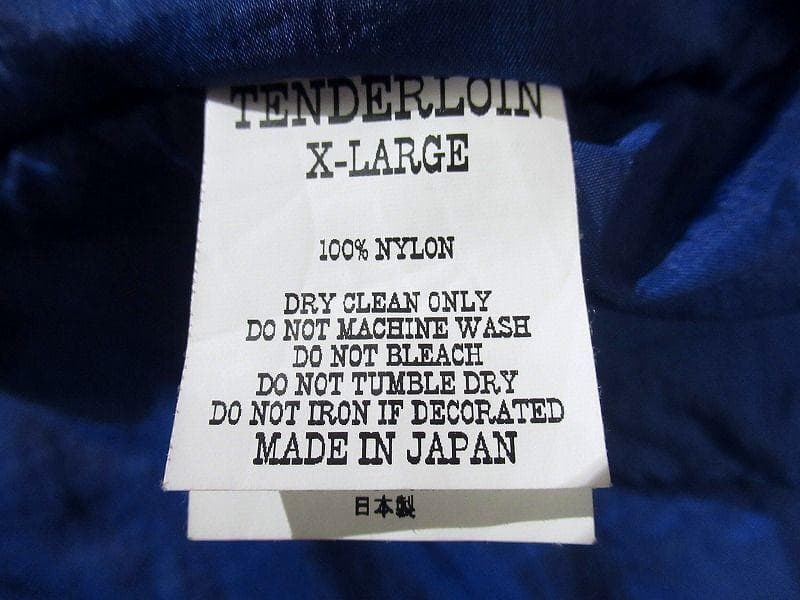 TENDERLOIN
X-LARGE
100% NYLON
DRY CLEAN ONLY
DO NOT MACHINE WASH
DO NOT BLEACH
DO NOT TUMBLE DRY
DO NOT IRON IF DECORATED
MADE IN JAPAN
日本製